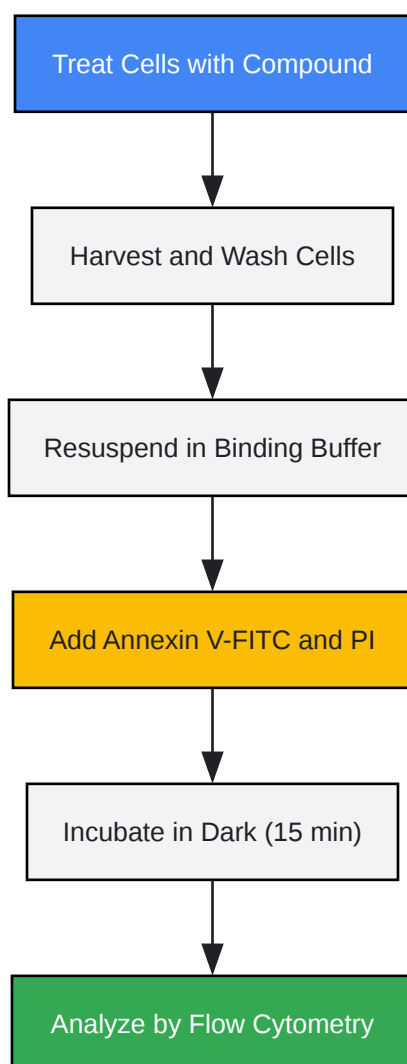 Treat Cells with Compound
Harvest and Wash Cells
Resuspend in Binding Buffer
Add Annexin V-FITC and PI
Incubate in Dark (15 min)
Analyze by Flow Cytometry